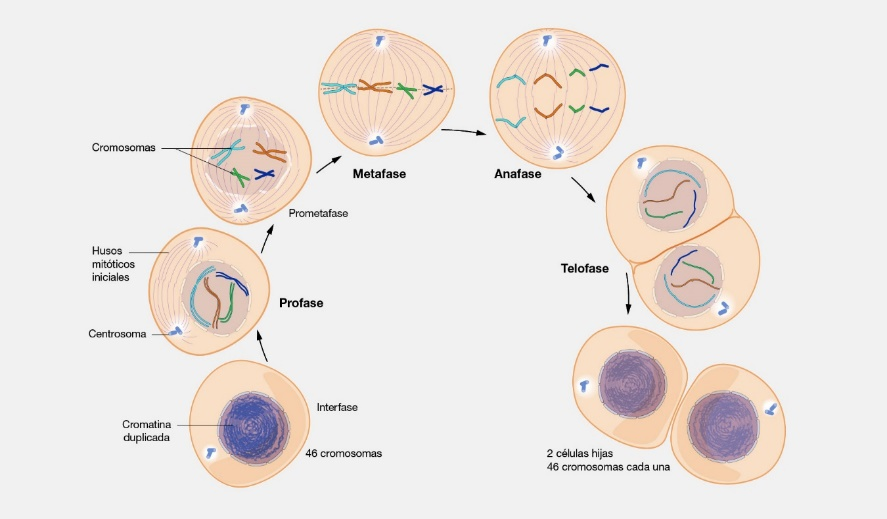 Metafase
Anafase
Cromosomas
Prometafase
Husos
mitóticos
iniciales
Profase
Centrosoma
Telofase
Interfase
Cromatina
duplicada
46 cromosomas
2 células hijas
46 cromosomas cada una